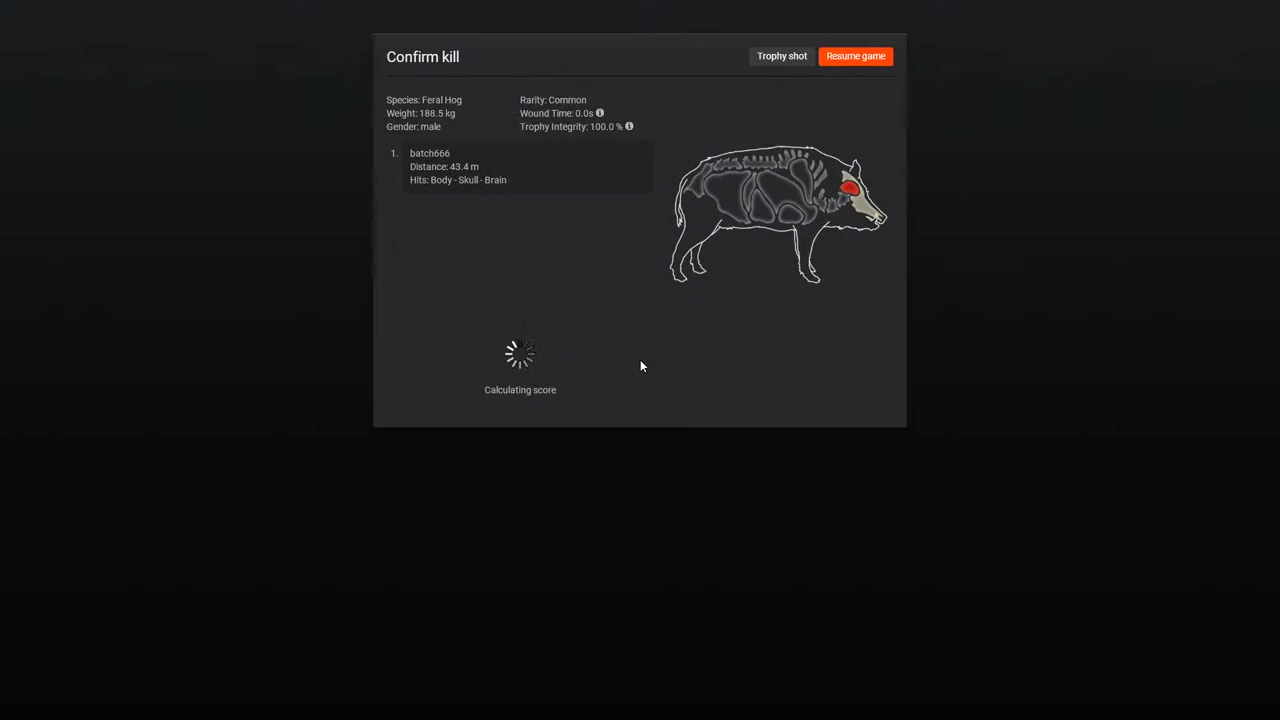 Confirm kill
Trophy shot
Resume game
Species: Feral Hog
Rarity: Common
Weight: 188.5 kg
Wound Time: 0.0s
Gender: male
Trophy Integrity: 100.0 %
1. batch666
Distance: 43.4 m
Hits: Body - Skull - Brain
Calculating score